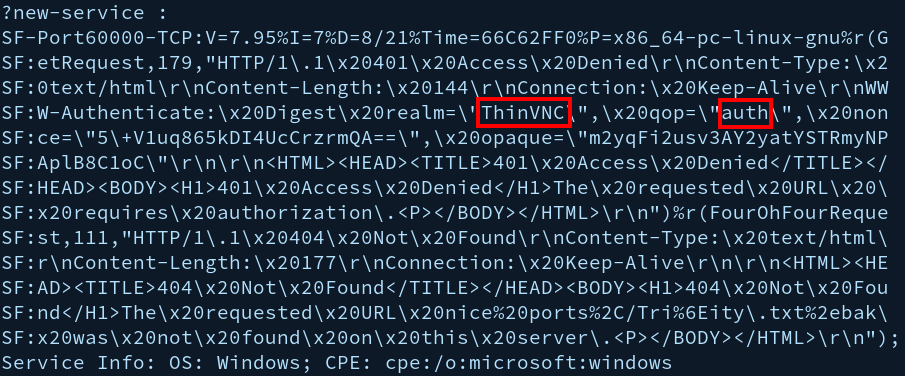 ?new-service :
SF-Port60000-TCP:V=7.95%I=7%D=8/21%Time=66C62FF0%P=x86_64-pc-linux-gnu%r(G
SF:etRequest,179,"HTTP/1\.1\x20401\x20Access\x20Denied\r\nContent-Type:\x2
SF:0text/html\r\nContent-Length:\x20144\r\nConnection:\x20Keep-Alive\r\nWW
SF:W-Authenticate:\x20Digest\x20realm=\"ThinVNC\",\x20qop=\"auth\",\x20non
SF:ce=\"5\+V1uq865kDI4UcCrzrmQA==\",\x20opaque=\"m2yqFi2usv3AY2yatYSTRmyNP
SF:AplB8C1oC\"\r\n\r\n<HTML><HEAD><TITLE>401\x20Access\x20Denied</TITLE></
SF:HEAD><BODY><H1>401\x20Access\x20Denied</H1>The\x20requested\x20URL\x20\
SF:x20requires\x20authorization\.<P></BODY></HTML>\r\n")%r(FourOhFourReque
SF:st,111,"HTTP/1\.1\x20404\x20Not\x20Found\r\nContent-Type:\x20text/html\
SF:r\nContent-Length:\x20177\r\nConnection:\x20Keep-Alive\r\n\r\n<HTML><HE
SF:AD><TITLE>404\x20Not\x20Found</TITLE></HEAD><BODY><H1>404\x20Not\x20Fou
SF:nd</H1>The\x20requested\x20URL\x20nice%20ports%2C/Tri%6Eity\.txt%2ebak\
SF:x20was\x20not\x20found\x20on\x20this\x20server\.<P></BODY></HTML>\r\n");
Service Info: OS: Windows; CPE: cpe:/o:microsoft:windows